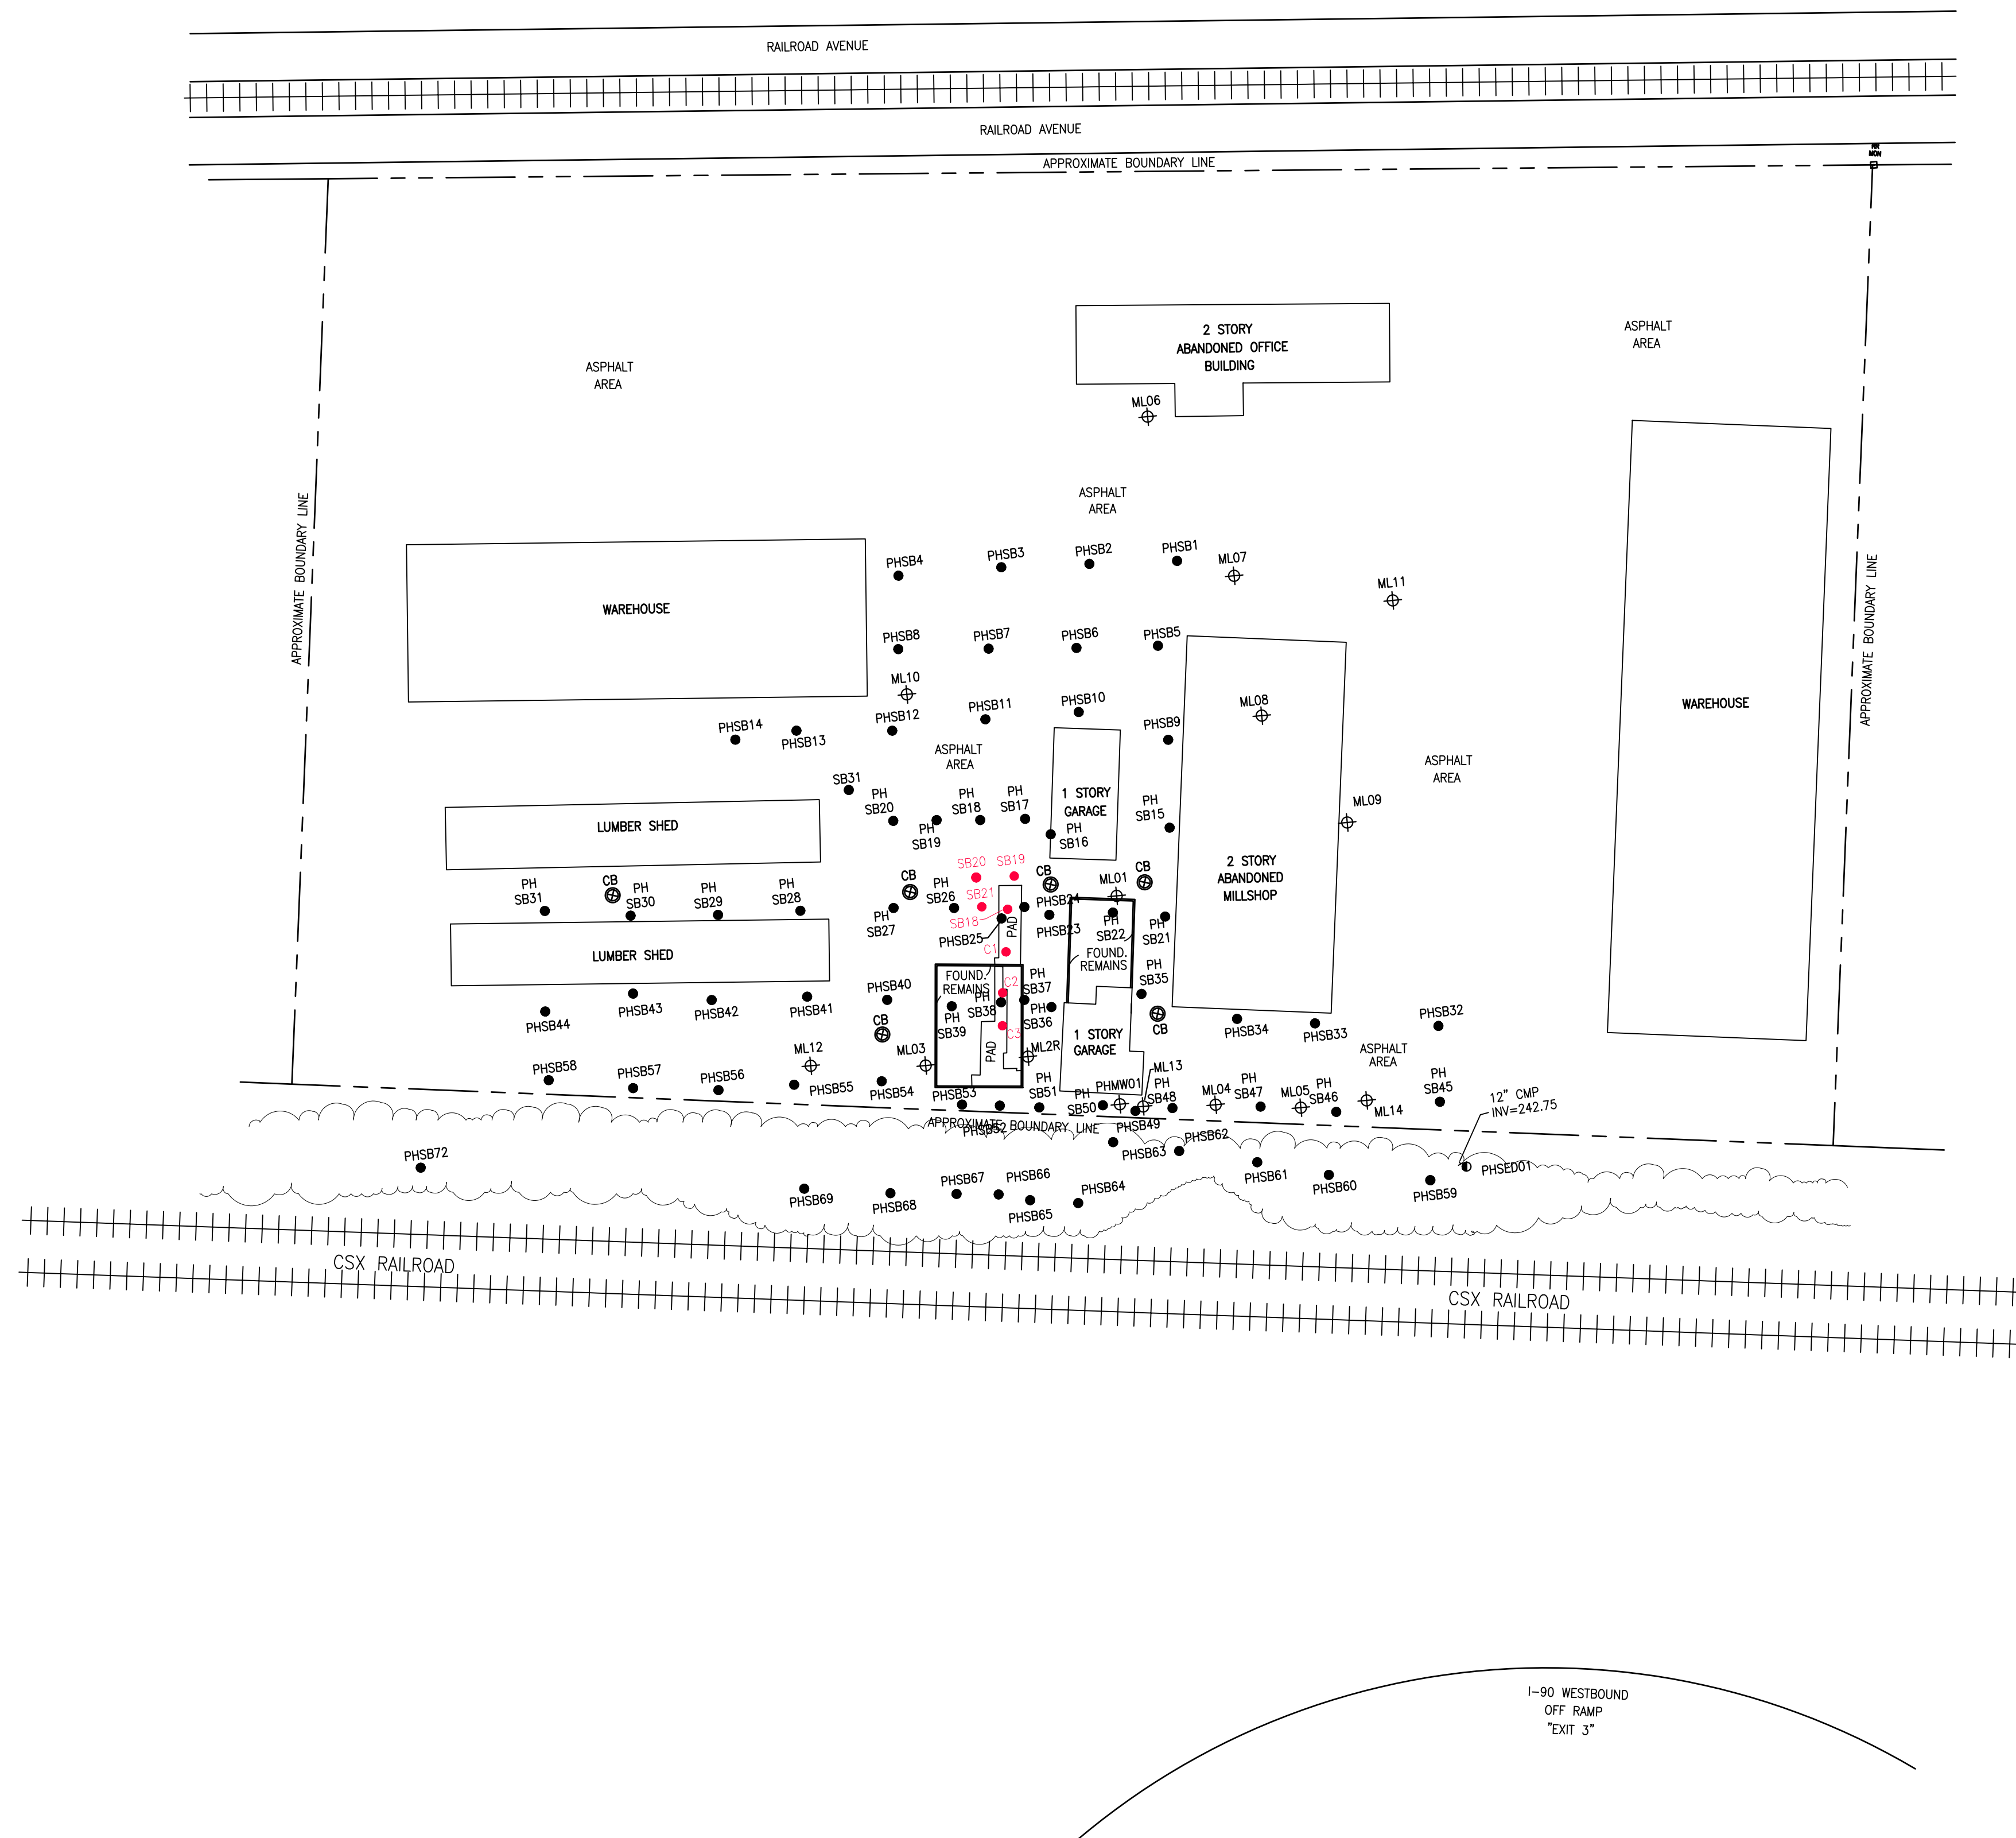 RAILROAD AVENUE
RAILROAD AVENUE
RR
MON
APPROXIMATE BOUNDARY LINE
2 STORY
ABANDONED OFFICE
BUILDING
ASPHALT
AREA
ASPHALT
AREA
ML06
ASPHALT
AREA
APPROXIMATE BOUNDARY LINE
APPROXIMATE BOUNDARY LINE
PHSB4
PHSB3
PHSB2
PHSB1
ML07
ML11
WAREHOUSE
PHSB8
PHSB7
PHSB6
PHSB5
ML10
ML08
WAREHOUSE
PHSB14
PHSB13
PHSB12
PHSB11
PHSB10
PHSB9
ASPHALT
AREA
ASPHALT
AREA
SB31
PH
SB20
PH
SB19
PH
SB18
PH
SB17
1 STORY
GARAGE
PH
SB16
PH
SB15
ML09
LUMBER SHED
2 STORY
ABANDONED
MILLSHOP
SB20
SB19
PH
SB31
CB
PH
SB30
PH
SB29
PH
SB28
CB
PH
SB26
SB21
CB
ML01
CB
PH
SB27
SB18
PHSB24
PHSB23
PHSB25
PAD
PH
SB22
PH
SB21
LUMBER SHED
C1
FOUND.
REMAINS
FOUND.
REMAINS
C2
PH
SB37
PH
SB35
PHSB44
PHSB43
PHSB42
PHSB41
PHSB40
CB
PH
SB39
PH
SB38
PH
SB36
C3
PAD
1 STORY
GARAGE
CB
PHSB34
PHSB33
PHSB32
ASPHALT
AREA
ML12
ML03
ML2R
ML13
PHSB58
PHSB57
PHSB56
PHSB55
PHSB54
PHSB53
PH
SB51
PH
SB50
PHMW01
PH
SB48
ML04
PH
SB47
ML05
PH
SB46
ML14
PH
SB45
12" CMP
INV=242.75
APPROXIMATE BOUNDARY LINE
PHSB52
PHSB49
PHSB63
PHSB62
PHSB72
PHSB69
PHSB68
PHSB67
PHSB66
PHSB65
PHSB64
PHSB61
PHSB60
PHSB59
PHSED01
CSX RAILROAD
CSX RAILROAD
I-90 WESTBOUND
OFF RAMP
"EXIT 3"